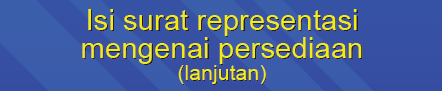 Isi surat representasi
mengenai persediaan
(lanjutan)